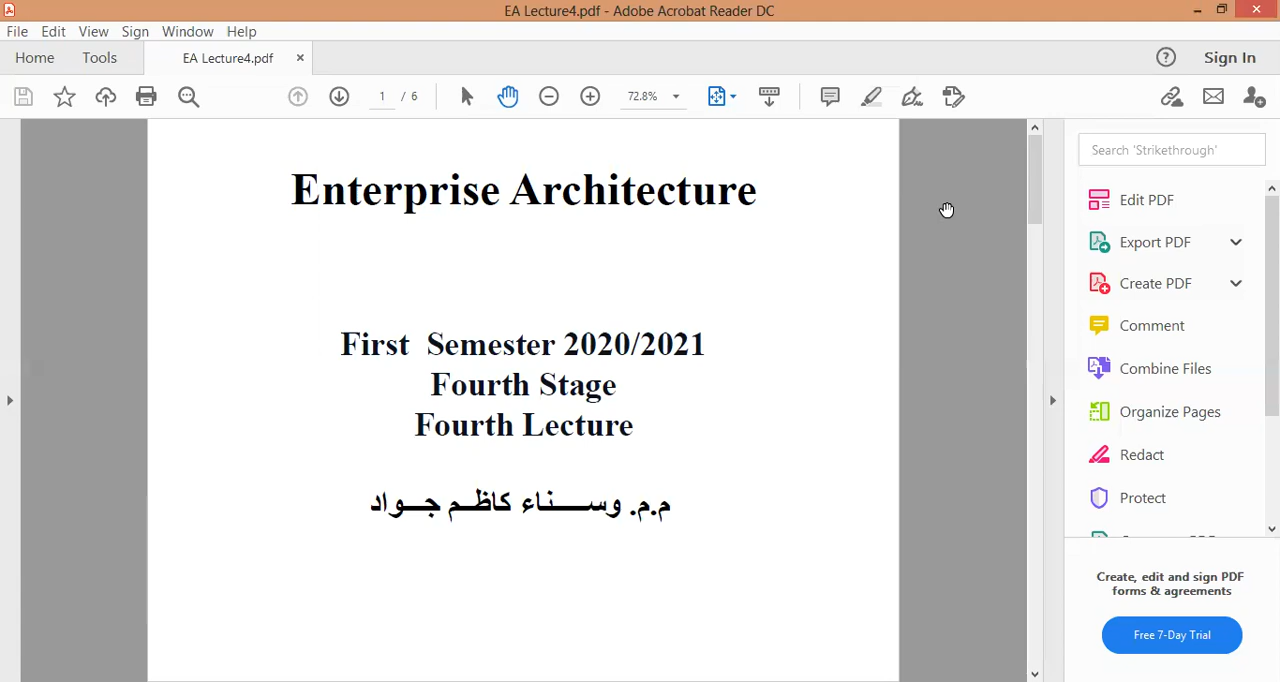 EA Lecture4.pdf - Adobe Acrobat Reader DC
File Edit View Sign Window Help
Home Tools EA Lecture4.pdf × ? Sign In
1 / 6 72.8%
Search 'Strikethrough'
Enterprise Architecture
First Semester 2020/2021
Fourth Stage
Fourth Lecture
م.م. وســـناء كاظــم جــواد
Edit PDF
Export PDF
Create PDF
Comment
Combine Files
Organize Pages
Redact
Protect
Create, edit and sign PDF
forms & agreements
Free 7-Day Trial